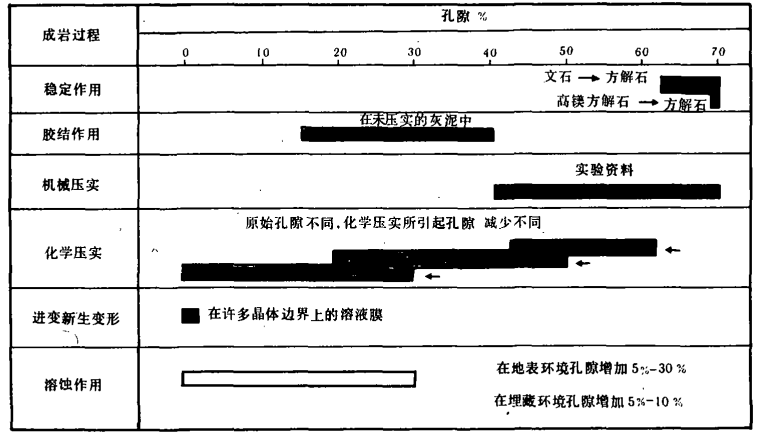 孔隙 %
成岩过程
0 10 20 30 40 50 60 70
稳定作用
文石 → 方解石
高镁方解石 → 方解石
胶结作用
在未压实的灰泥中
机械压实
实验资料
化学压实
原始孔隙不同,化学压实所引起孔隙 减少不同
进变新生变形
在许多晶体边界上的溶液膜
溶蚀作用
在地表环境孔隙增加5%-30%
在埋藏环境孔隙增加5%-10%